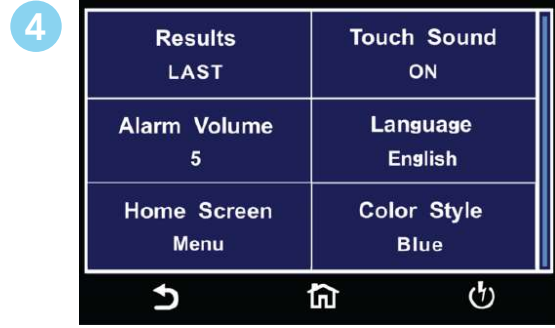 4
Results
LAST
Touch Sound
ON
Alarm Volume
5
Language
English
Home Screen
Menu
Color Style
Blue